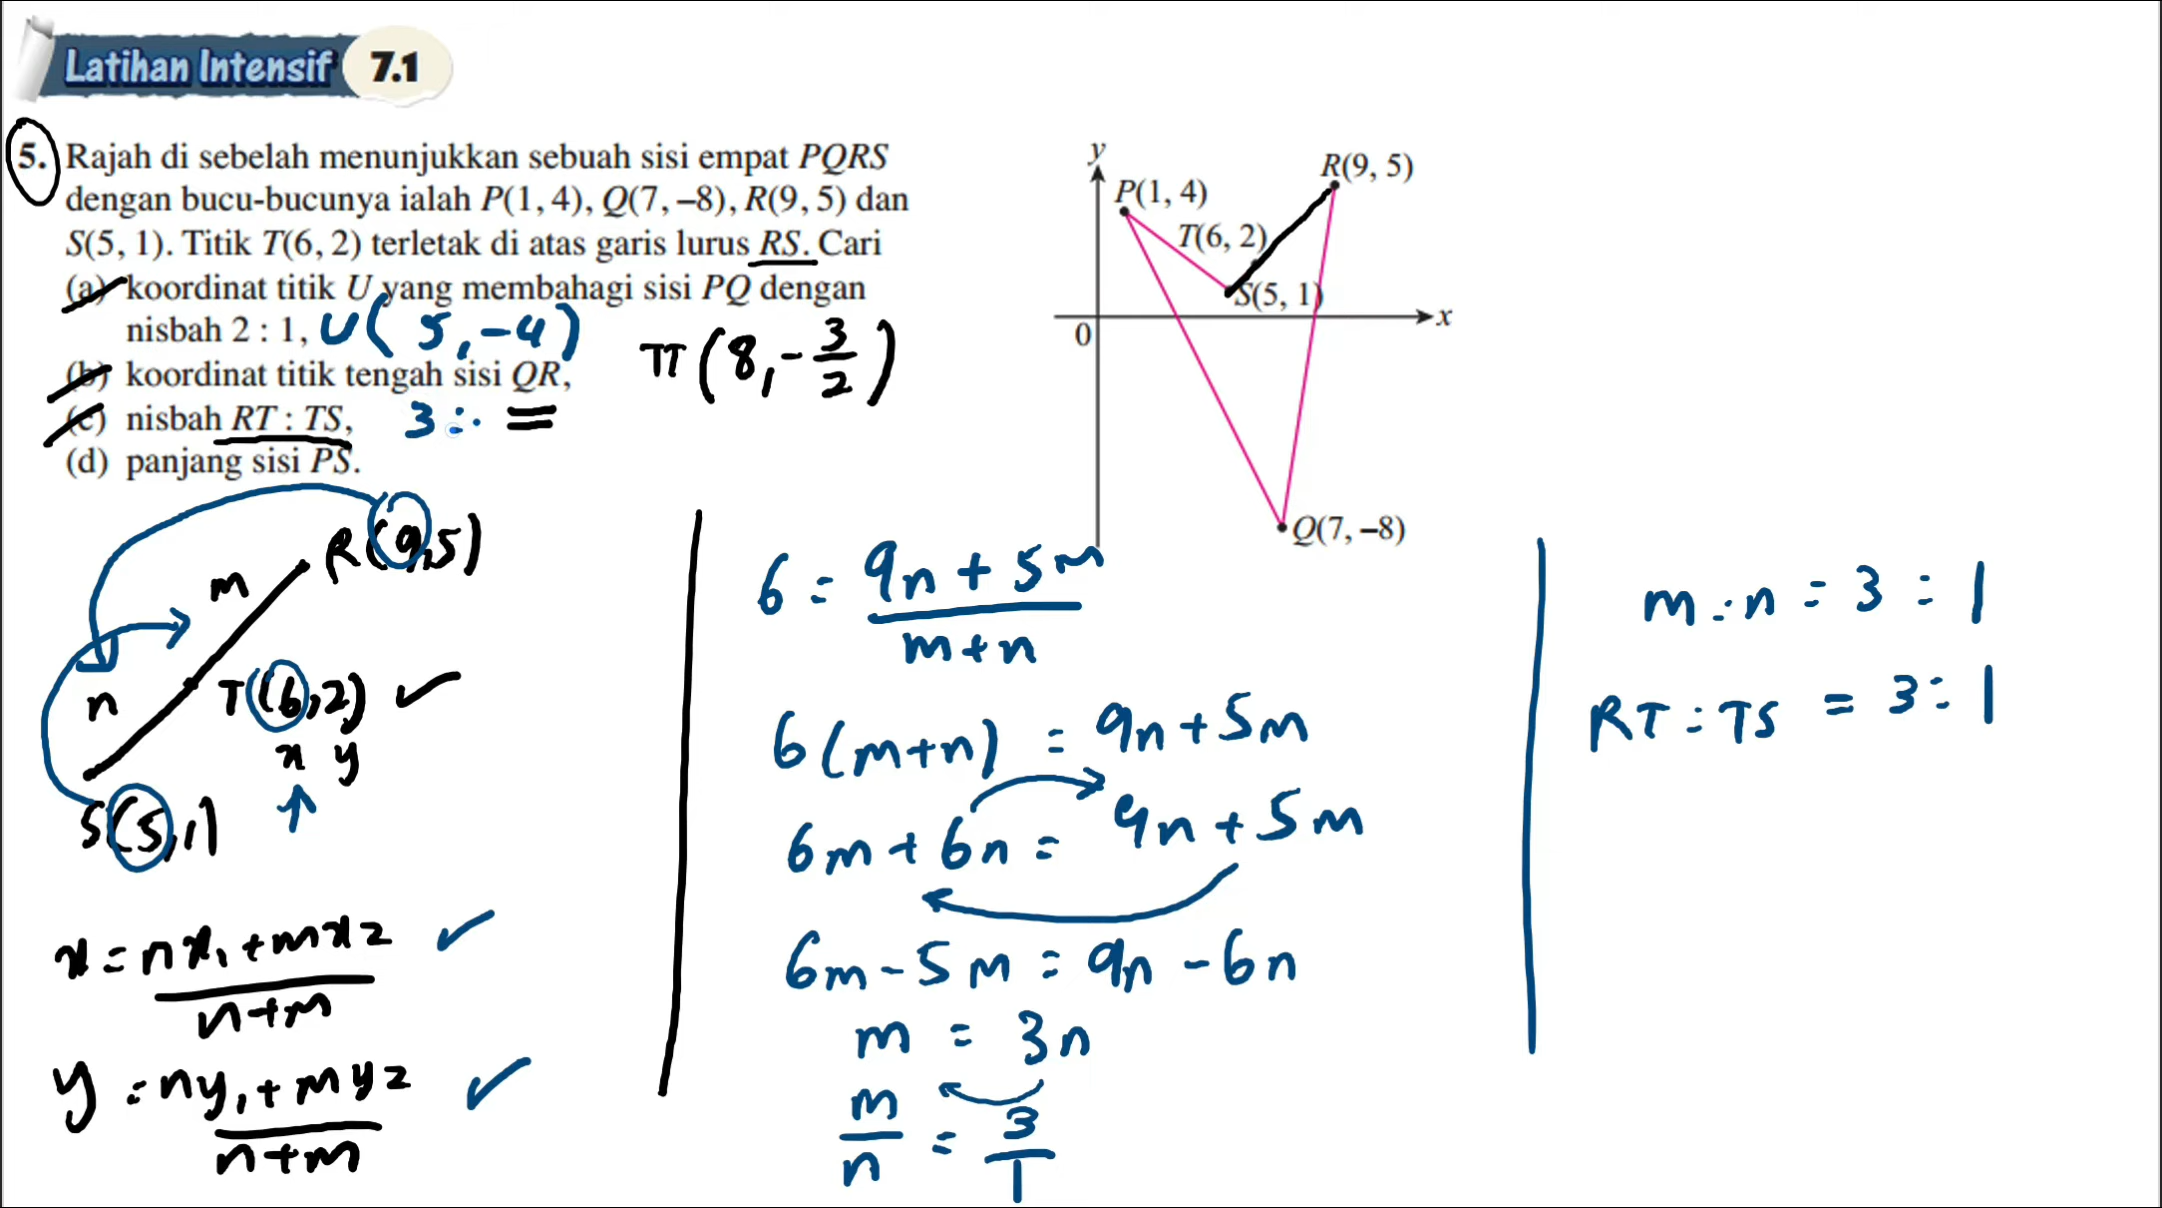 Latihan Intensif 7.1
5. Rajah di sebelah menunjukkan sebuah sisi empat PQRS
dengan bucu-bucunya ialah P(1, 4), Q(7, –8), R(9, 5) dan
S(5, 1). Titik T(6, 2) terletak di atas garis lurus RS. Cari
(a) koordinat titik U yang membahagi sisi PQ dengan
nisbah 2 : 1, U(5, -4)
(b) koordinat titik tengah sisi QR, TT(8, -3/2)
(c) nisbah RT : TS, 3 : =
(d) panjang sisi PS.
y
R(9, 5)
P(1, 4)
T(6, 2)
S(5, 1)
0
x
Q(7, –8)
R(9,5)
m
n
T(6,2)
x y
S(5,1)
x = nx1 + mx2
n+m
y = ny1 + my2
n+m
6 = 9n + 5m
m+n
6(m+n) = 9n + 5m
6m + 6n = 9n + 5m
6m - 5m = 9n - 6n
m = 3n
m/n = 3/1
m : n = 3 : 1
RT : TS = 3 : 1